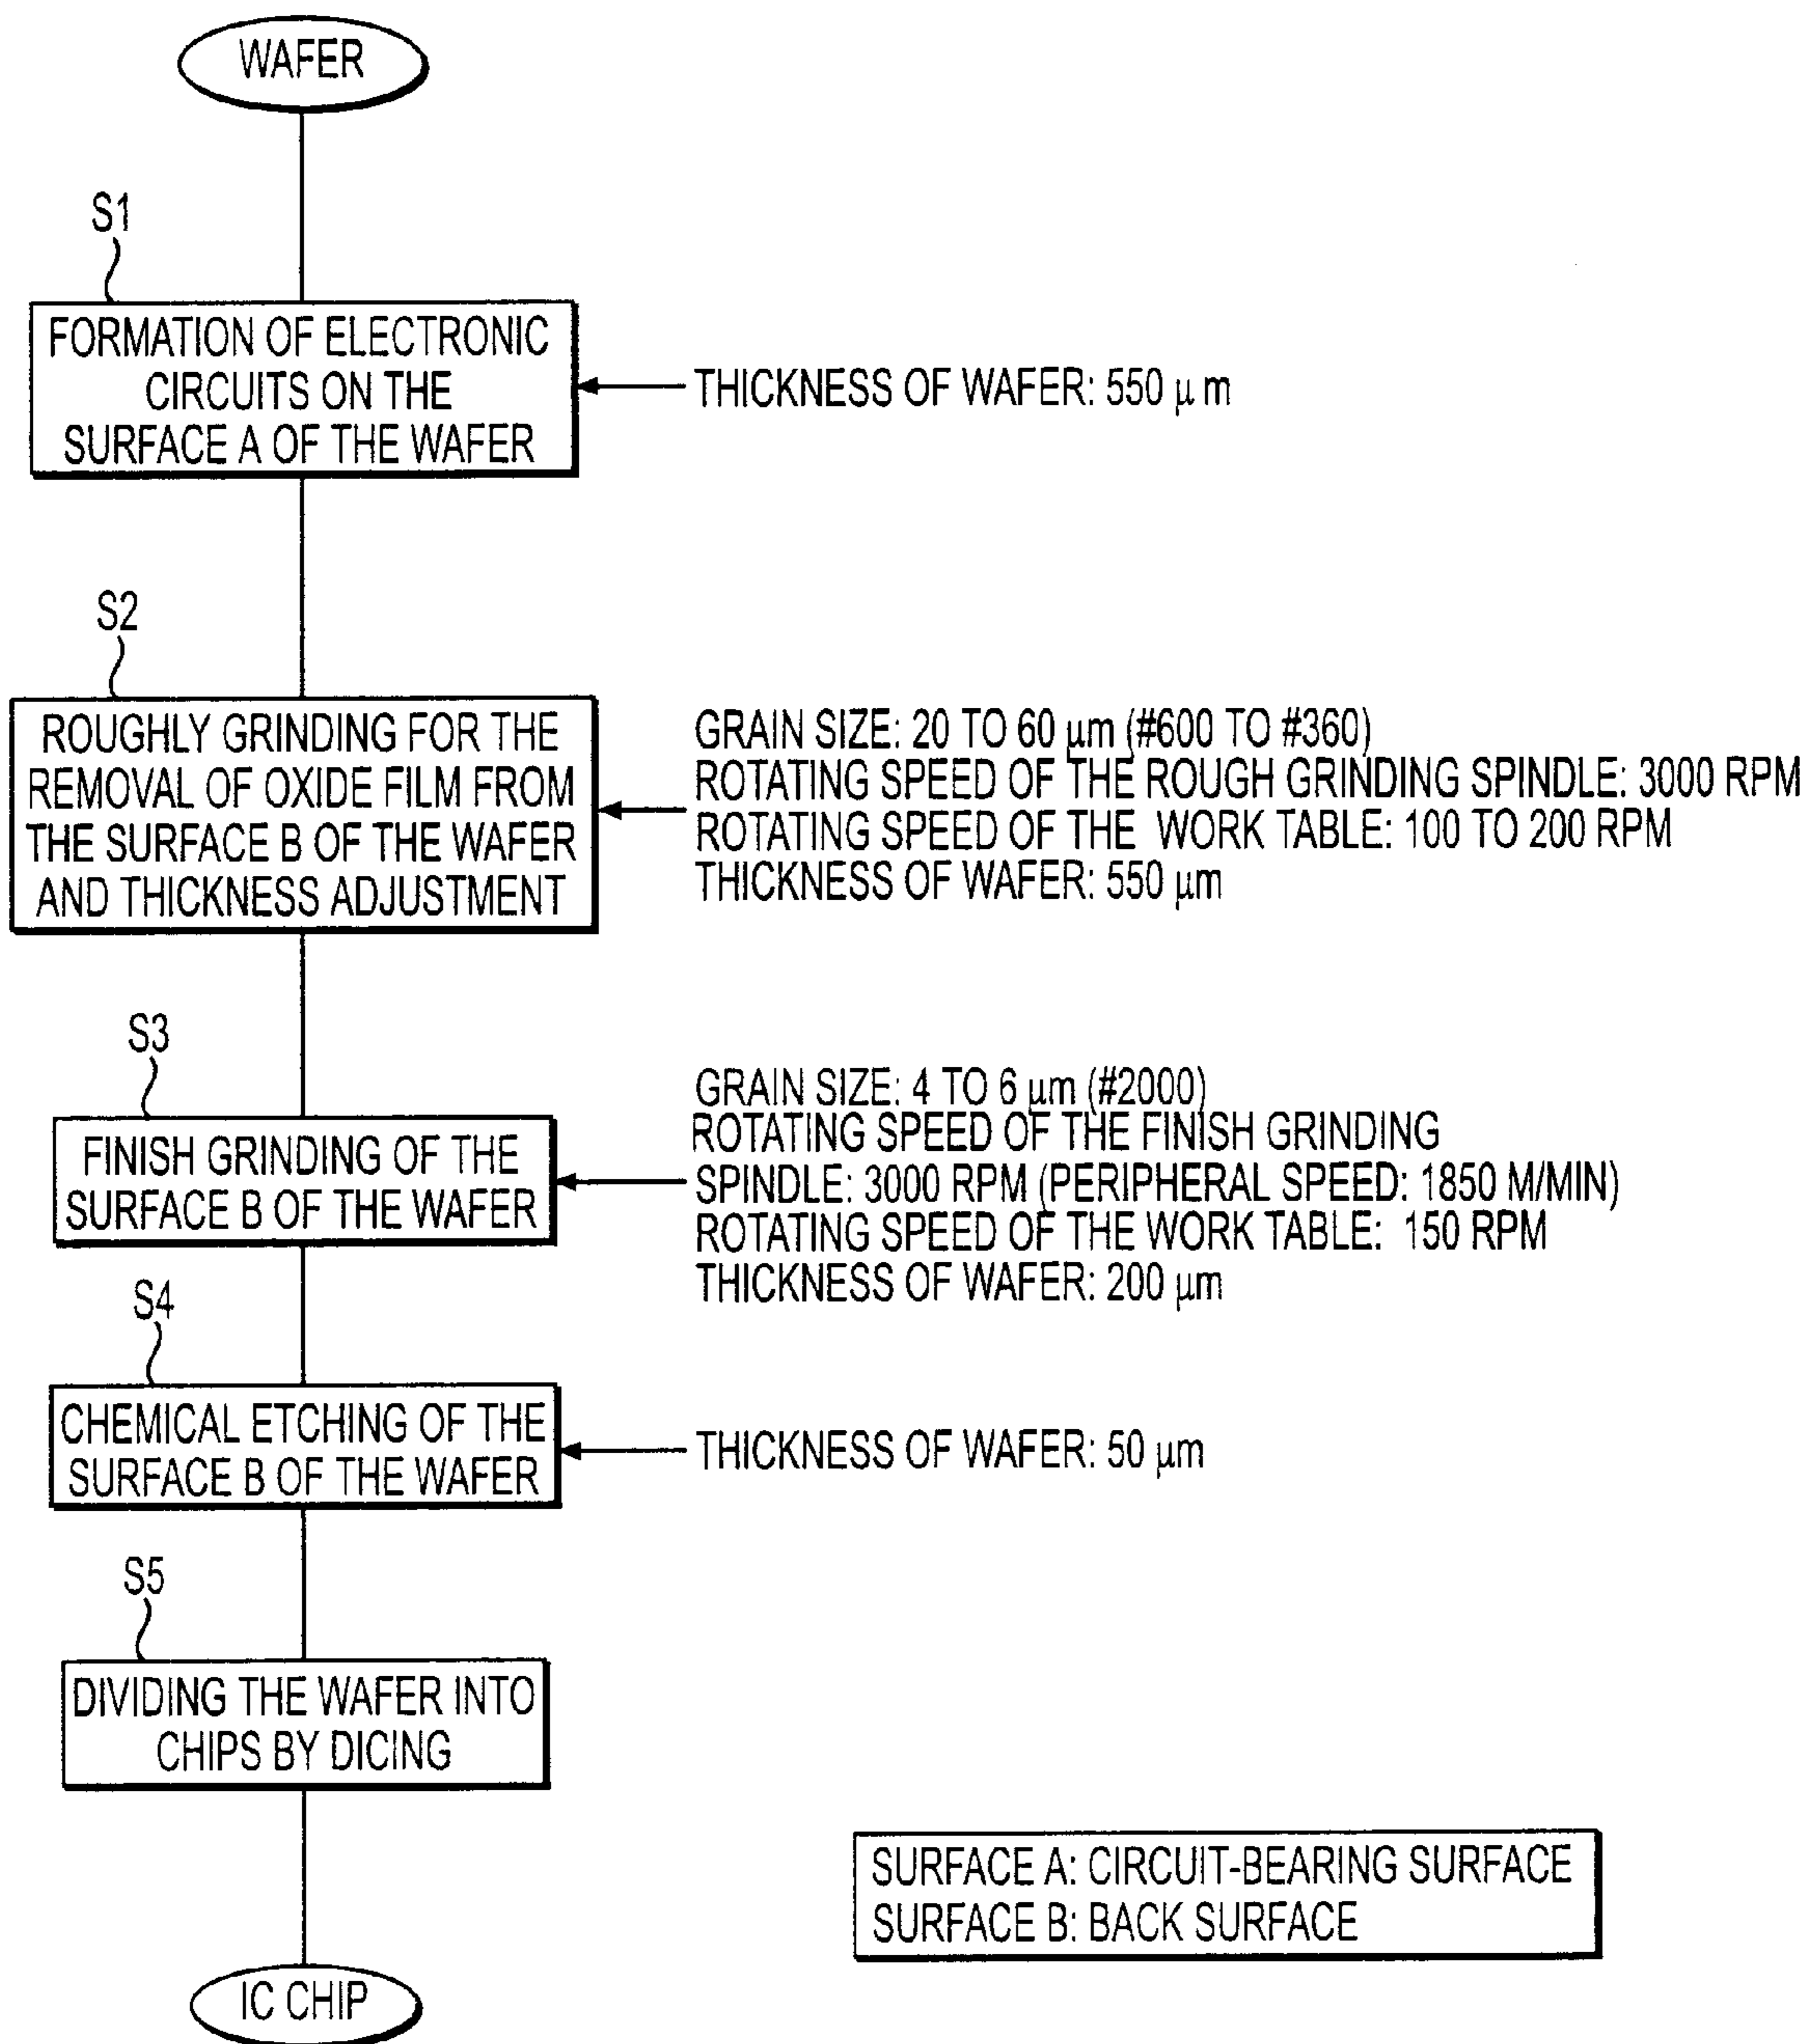 WAFER
S1
FORMATION OF ELECTRONIC
CIRCUITS ON THE
SURFACE A OF THE WAFER
THICKNESS OF WAFER: 550 μ m
S2
ROUGHLY GRINDING FOR THE
REMOVAL OF OXIDE FILM FROM
THE SURFACE B OF THE WAFER
AND THICKNESS ADJUSTMENT
GRAIN SIZE: 20 TO 60 μm (#600 TO #360)
ROTATING SPEED OF THE ROUGH GRINDING SPINDLE: 3000 RPM
ROTATING SPEED OF THE WORK TABLE: 100 TO 200 RPM
THICKNESS OF WAFER: 550 μm
S3
FINISH GRINDING OF THE
SURFACE B OF THE WAFER
GRAIN SIZE: 4 TO 6 μm (#2000)
ROTATING SPEED OF THE FINISH GRINDING
SPINDLE: 3000 RPM (PERIPHERAL SPEED: 1850 M/MIN)
ROTATING SPEED OF THE WORK TABLE: 150 RPM
THICKNESS OF WAFER: 200 μm
S4
CHEMICAL ETCHING OF THE
SURFACE B OF THE WAFER
THICKNESS OF WAFER: 50 μm
S5
DIVIDING THE WAFER INTO
CHIPS BY DICING
SURFACE A: CIRCUIT-BEARING SURFACE
SURFACE B: BACK SURFACE
IC CHIP